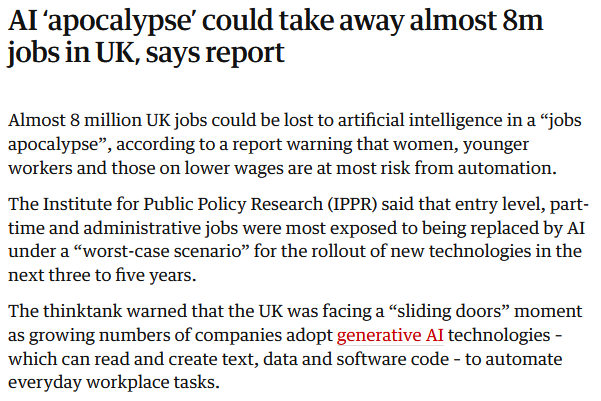 AI ‘apocalypse’ could take away almost 8m
jobs in UK, says report
Almost 8 million UK jobs could be lost to artificial intelligence in a “jobs
apocalypse”, according to a report warning that women, younger
workers and those on lower wages are at most risk from automation.
The Institute for Public Policy Research (IPPR) said that entry level, part-
time and administrative jobs were most exposed to being replaced by AI
under a “worst-case scenario” for the rollout of new technologies in the
next three to five years.
The thinktank warned that the UK was facing a “sliding doors” moment
as growing numbers of companies adopt generative AI technologies –
which can read and create text, data and software code – to automate
everyday workplace tasks.